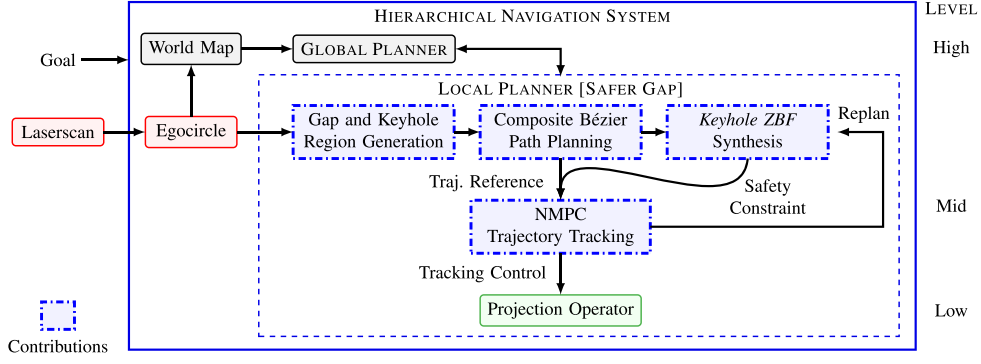 HIERARCHICAL NAVIGATION SYSTEM
LEVEL
World Map
GLOBAL PLANNER
High
Goal
LOCAL PLANNER [SAFER GAP]
Laserscan
Egocircle
Gap and Keyhole
Region Generation
Composite Bézier
Path Planning
Keyhole ZBF
Synthesis
Replan
Traj. Reference
Safety
Constraint
NMPC
Trajectory Tracking
Mid
Tracking Control
Projection Operator
Low
Contributions